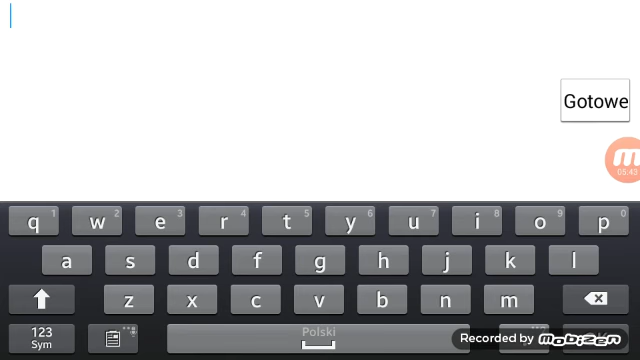 Gotowe
05:43
q 1 w 2 e 3 r 4 t 5 y 6 u 7 i 8 o 9 p 0
a s d f g h j k l
z x c v b n m
123
Sym
Polski
Recorded by mobizen